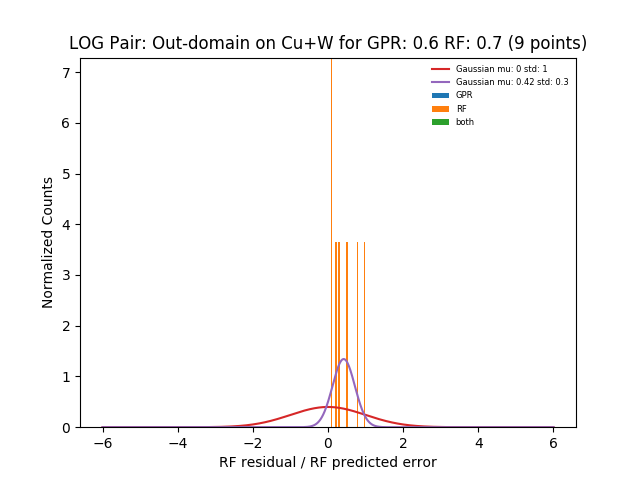 LOG Pair: Out-domain on Cu+W for GPR: 0.6 RF: 0.7 (9 points)
Gaussian mu: 0 std: 1
Gaussian mu: 0.42 std: 0.3
GPR
RF
both
Normalized Counts
7
6
5
4
3
2
1
0
−6 −4 −2 0 2 4 6
RF residual / RF predicted error